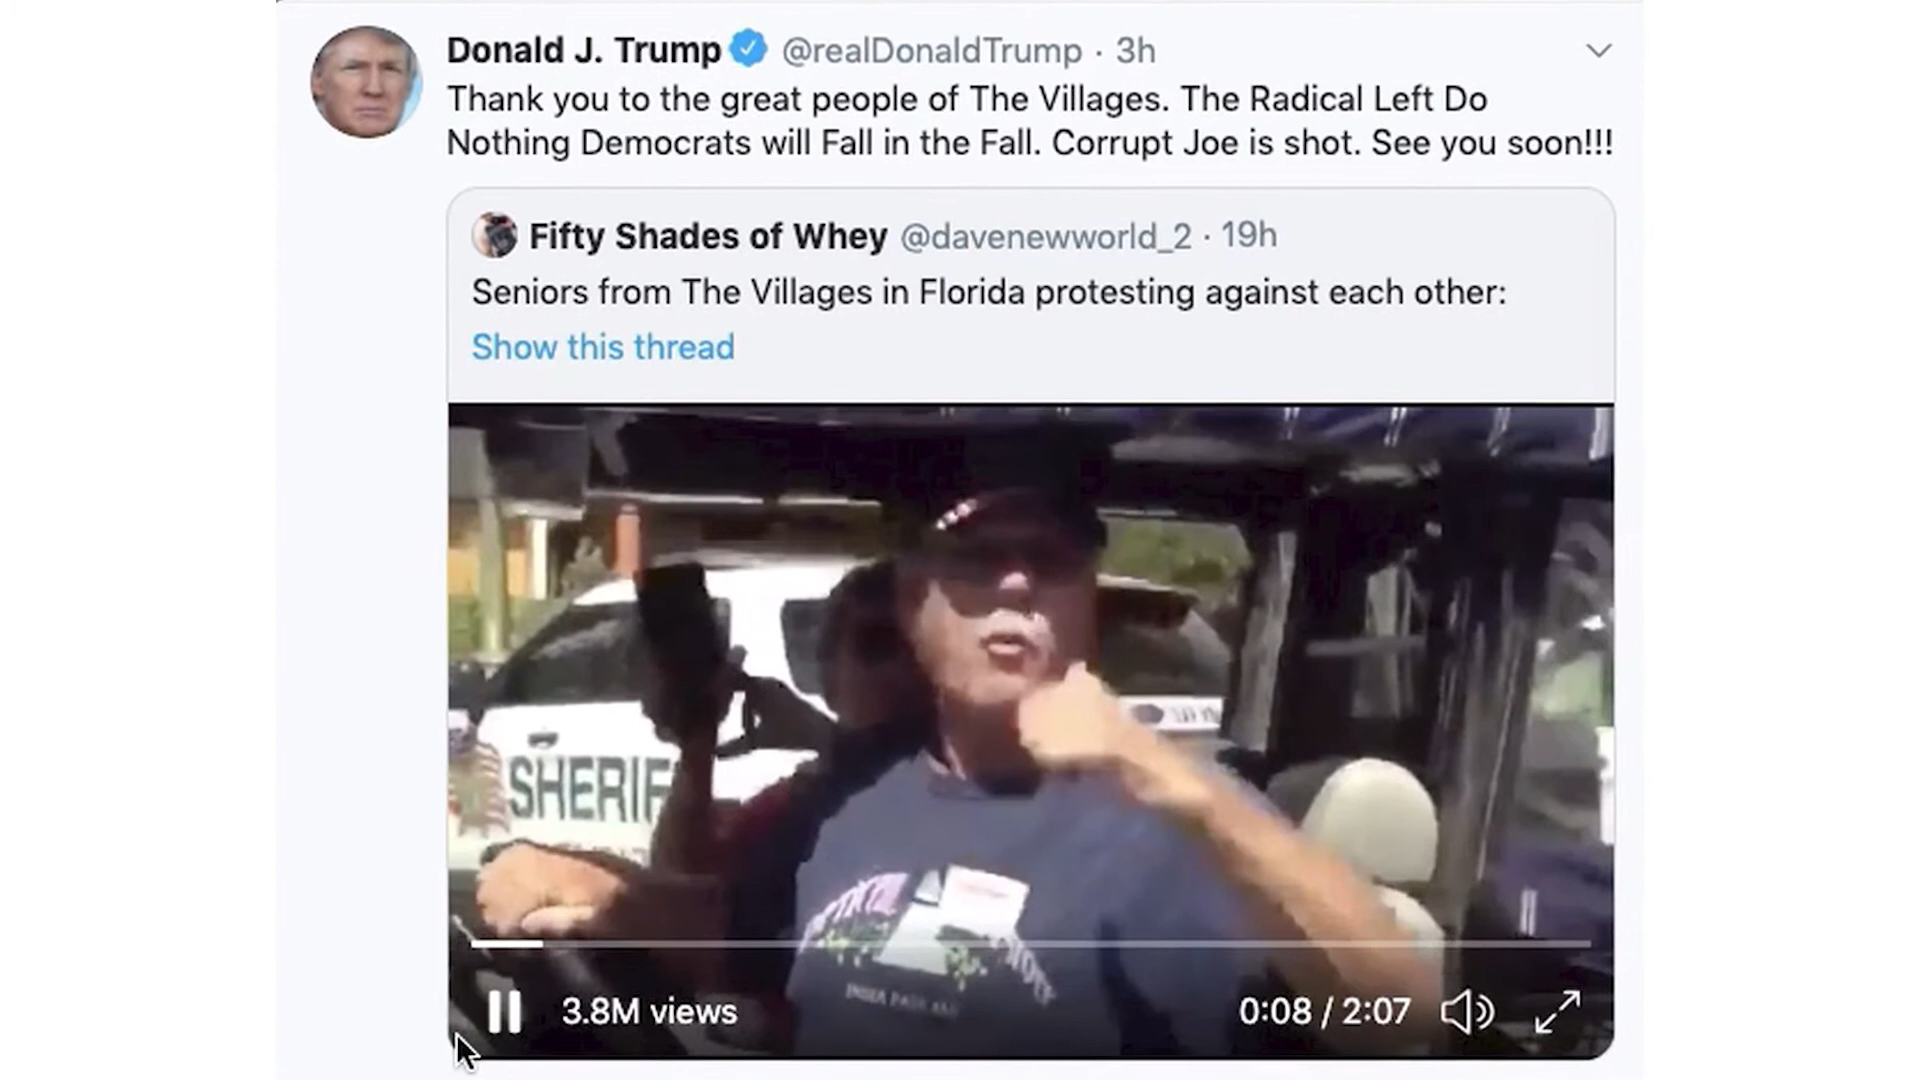 Donald J. Trump @realDonaldTrump · 3h
Thank you to the great people of The Villages. The Radical Left Do
Nothing Democrats will Fall in the Fall. Corrupt Joe is shot. See you soon!!!
Fifty Shades of Whey @davenewworld_2 · 19h
Seniors from The Villages in Florida protesting against each other:
Show this thread
SHERIF
3.8M views
0:08 / 2:07